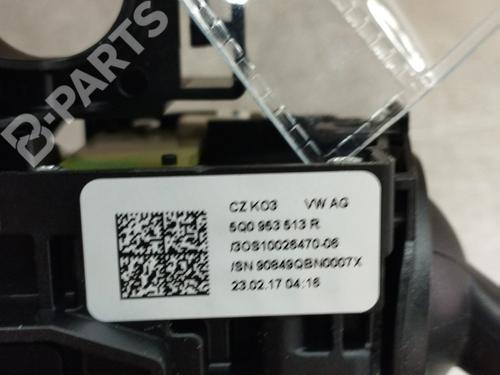 B-PARTS
CZ KO3 VW AG
5Q0 953 513 R
/3OS10026470-06
/SN 90849QBN0007X
23.02.17 04:16